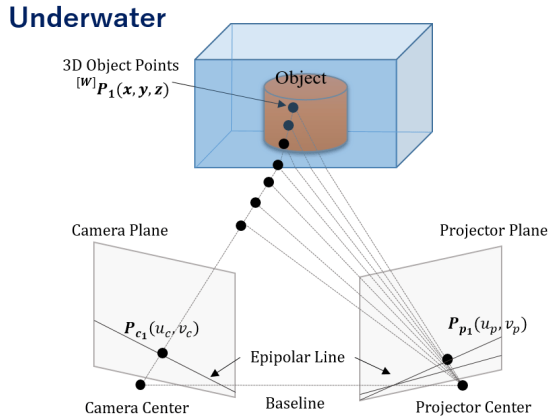 Underwater
3D Object Points
[W]P1(x, y, z)
Object
Camera Plane
Projector Plane
Pc1(uc, vc)
Pp1(up, vp)
Epipolar Line
Camera Center
Baseline
Projector Center